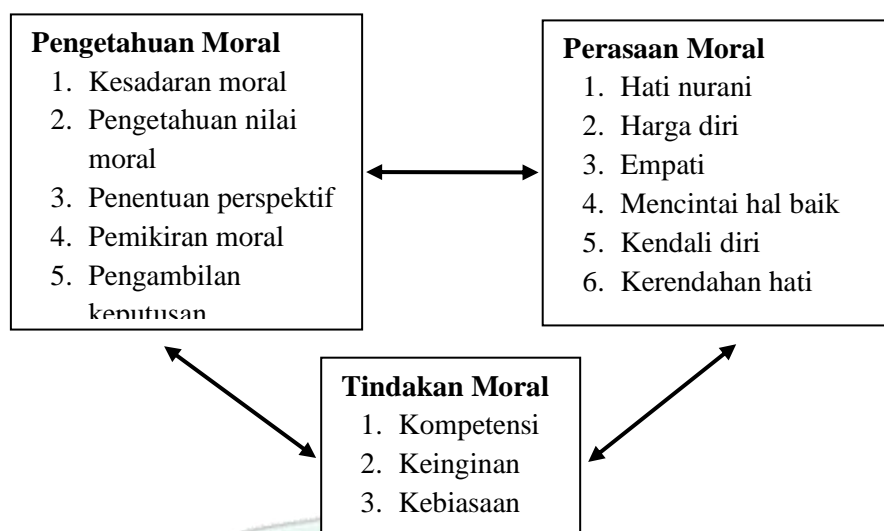 Pengetahuan Moral
1. Kesadaran moral
2. Pengetahuan nilai
moral
3. Penentuan perspektif
4. Pemikiran moral
5. Pengambilan
keputusan
Perasaan Moral
1. Hati nurani
2. Harga diri
3. Empati
4. Mencintai hal baik
5. Kendali diri
6. Kerendahan hati
Tindakan Moral
1. Kompetensi
2. Keinginan
3. Kebiasaan